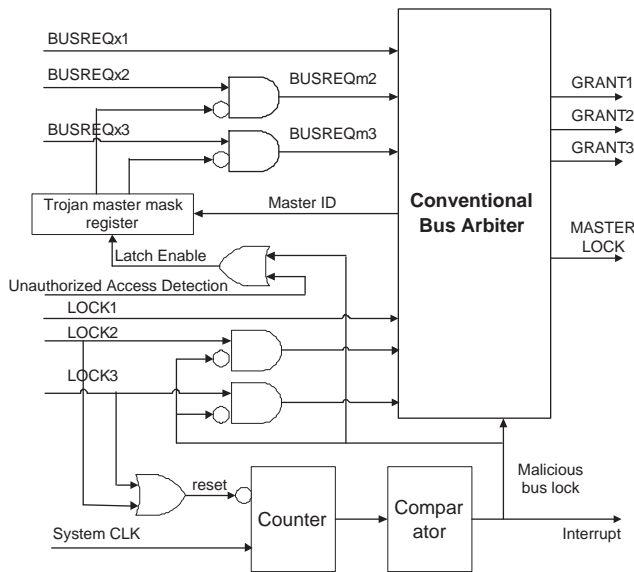 BUSREQx1
BUSREQx2
BUSREQm2
BUSREQx3
BUSREQm3
GRANT1
GRANT2
GRANT3
Conventional
Bus Arbiter
Trojan master mask
register
Master ID
MASTER
LOCK
Latch Enable
Unauthorized Access Detection
LOCK1
LOCK2
LOCK3
reset
Counter
Compar
ator
Malicious
bus lock
System CLK
Interrupt